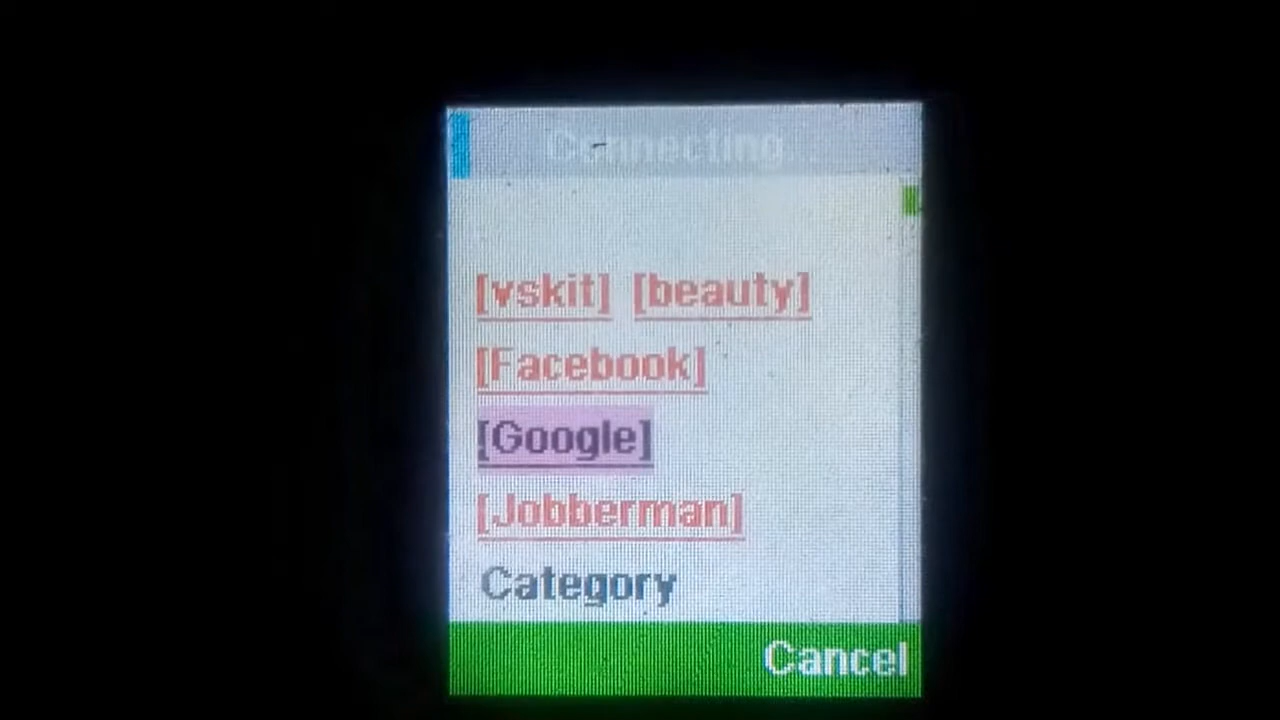 Connecting...
[vskit] [beauty]
[Facebook]
[Google]
[Jobberman]
Category
Cancel